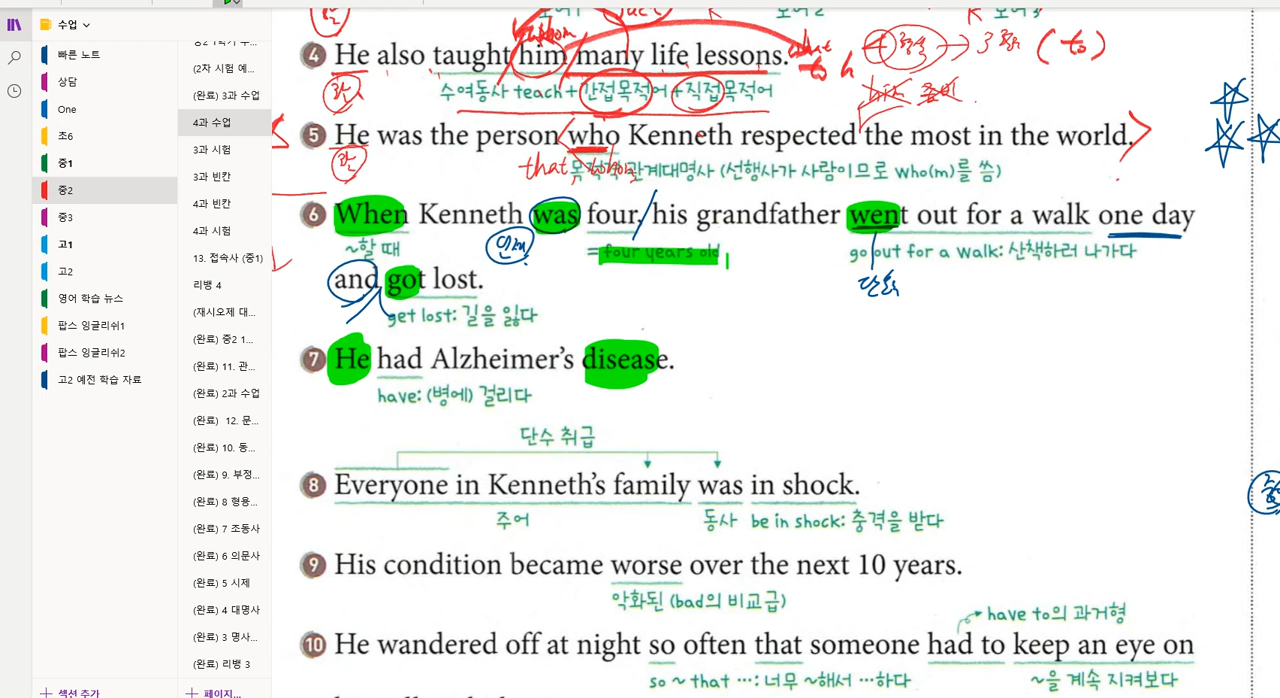 수업
빠른 노트
상담
One
초6
중1
중2
중3
고1
고2
영어 학습 뉴스
팝스 잉글리쉬1
팝스 잉글리쉬2
고2 예전 학습 자료
섹션 추가
(2자 시험 예...
(완료) 3과 수업
4과 수업
3과 시험
3과 빈칸
4과 빈칸
4과 시험
13. 접속사 (중1)
리뱅 4
(재시오제 대...
(완료) 중2 1...
(완료) 11. 관...
(완료) 2과 수업
(완료) 12. 문...
(완료) 10. 동...
(완료) 9. 부정...
(완료) 8 형용...
(완료) 7 조동사
(완료) 6 의문사
(완료) 5 시제
(완료) 4 대명사
(완료) 3 명사...
(완료) 리뱅 3
페이지...
4 He also taught him many life lessons.
4형식 → 3형식 (to)
수여동사 teach + 간접목적어 + 직접목적어
5 He was the person who Kenneth respected the most in the world.
that
목적격 관계대명사 (선행사가 사람이므로 who(m)를 씀)
6 When Kenneth was four, his grandfather went out for a walk one day
~할 때
= four years old
go out for a walk: 산책하러 나가다
and got lost.
get lost: 길을 잃다
7 He had Alzheimer's disease.
have: (병에) 걸리다
단수 취급
8 Everyone in Kenneth's family was in shock.
주어
동사
be in shock: 충격을 받다
9 His condition became worse over the next 10 years.
악화된 (bad의 비교급)
have to의 과거형
10 He wandered off at night so often that someone had to keep an eye on
so ~ that …: 너무 ~해서 …하다
~을 계속 지켜보다